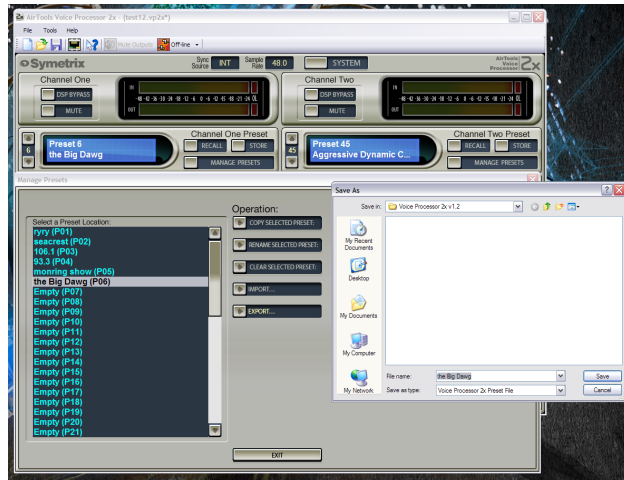 AirTools Voice Processor 2x - (test12.vp2x*)
File Tools Help
Mute Outputs Off-line
Symetrix
Sync Source INT Sample Rate 48.0 SYSTEM
AirTools Voice Processor 2x
Channel One
DSP BYPASS
MUTE
IN
OUT
Channel Two
DSP BYPASS
MUTE
IN
OUT
6
Preset 6
the Big Dawg
Channel One Preset
RECALL STORE
MANAGE PRESETS
45
Preset 45
Aggressive Dynamic C...
Channel Two Preset
RECALL STORE
MANAGE PRESETS
Manage Presets
Select a Preset Location:
ryry (P01)
seacrest (P02)
106.1 (P03)
93.3 (P04)
monring show (P05)
the Big Dawg (P06)
Empty (P07)
Empty (P08)
Empty (P09)
Empty (P10)
Empty (P11)
Empty (P12)
Empty (P13)
Empty (P14)
Empty (P15)
Empty (P16)
Empty (P17)
Empty (P18)
Empty (P19)
Empty (P20)
Empty (P21)
Operation:
COPY SELECTED PRESET:
RENAME SELECTED PRESET:
CLEAR SELECTED PRESET:
IMPORT...
EXPORT...
EXIT
Save As
Save in: Voice Processor 2x v1.2
My Recent Documents
Desktop
My Documents
My Computer
My Network
File name: the Big Dawg Save
Save as type: Voice Processor 2x Preset File Cancel